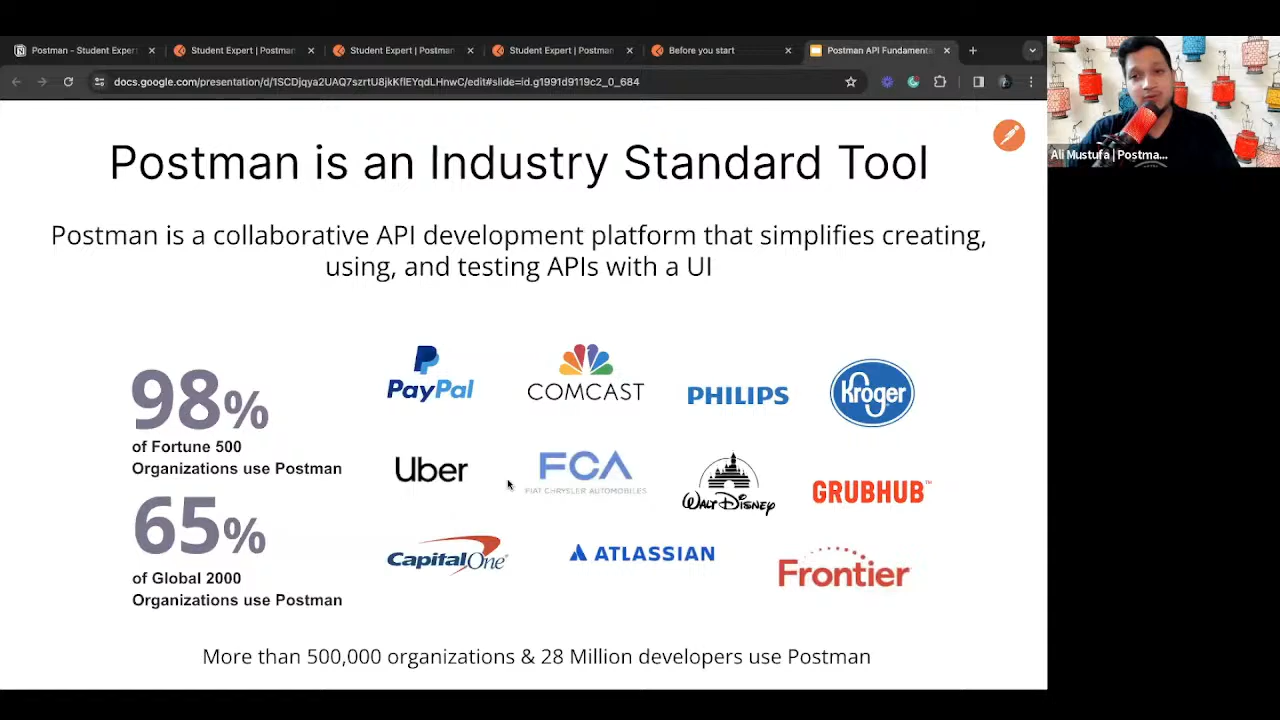 Postman - Student Exper
Student Expert | Postman
Student Expert | Postman
Student Expert | Postman
Before you start
Postman API Fundament
docs.google.com/presentation/d/1SCDjqya2UAQ7szrtU8jkKflEYqdLHnwC/edit#slide=id.g1991d9119c2_0_684
Ali Mustufa | Postma...
Postman is an Industry Standard Tool
Postman is a collaborative API development platform that simplifies creating,
using, and testing APIs with a UI
98%
of Fortune 500
Organizations use Postman
65%
of Global 2000
Organizations use Postman
PayPal
COMCAST
PHILIPS
Kroger
Uber
FCA
FIAT CHRYSLER AUTOMOBILES
WALT DISNEY
GRUBHUB™
Capital One®
ATLASSIAN
Frontier
More than 500,000 organizations & 28 Million developers use Postman